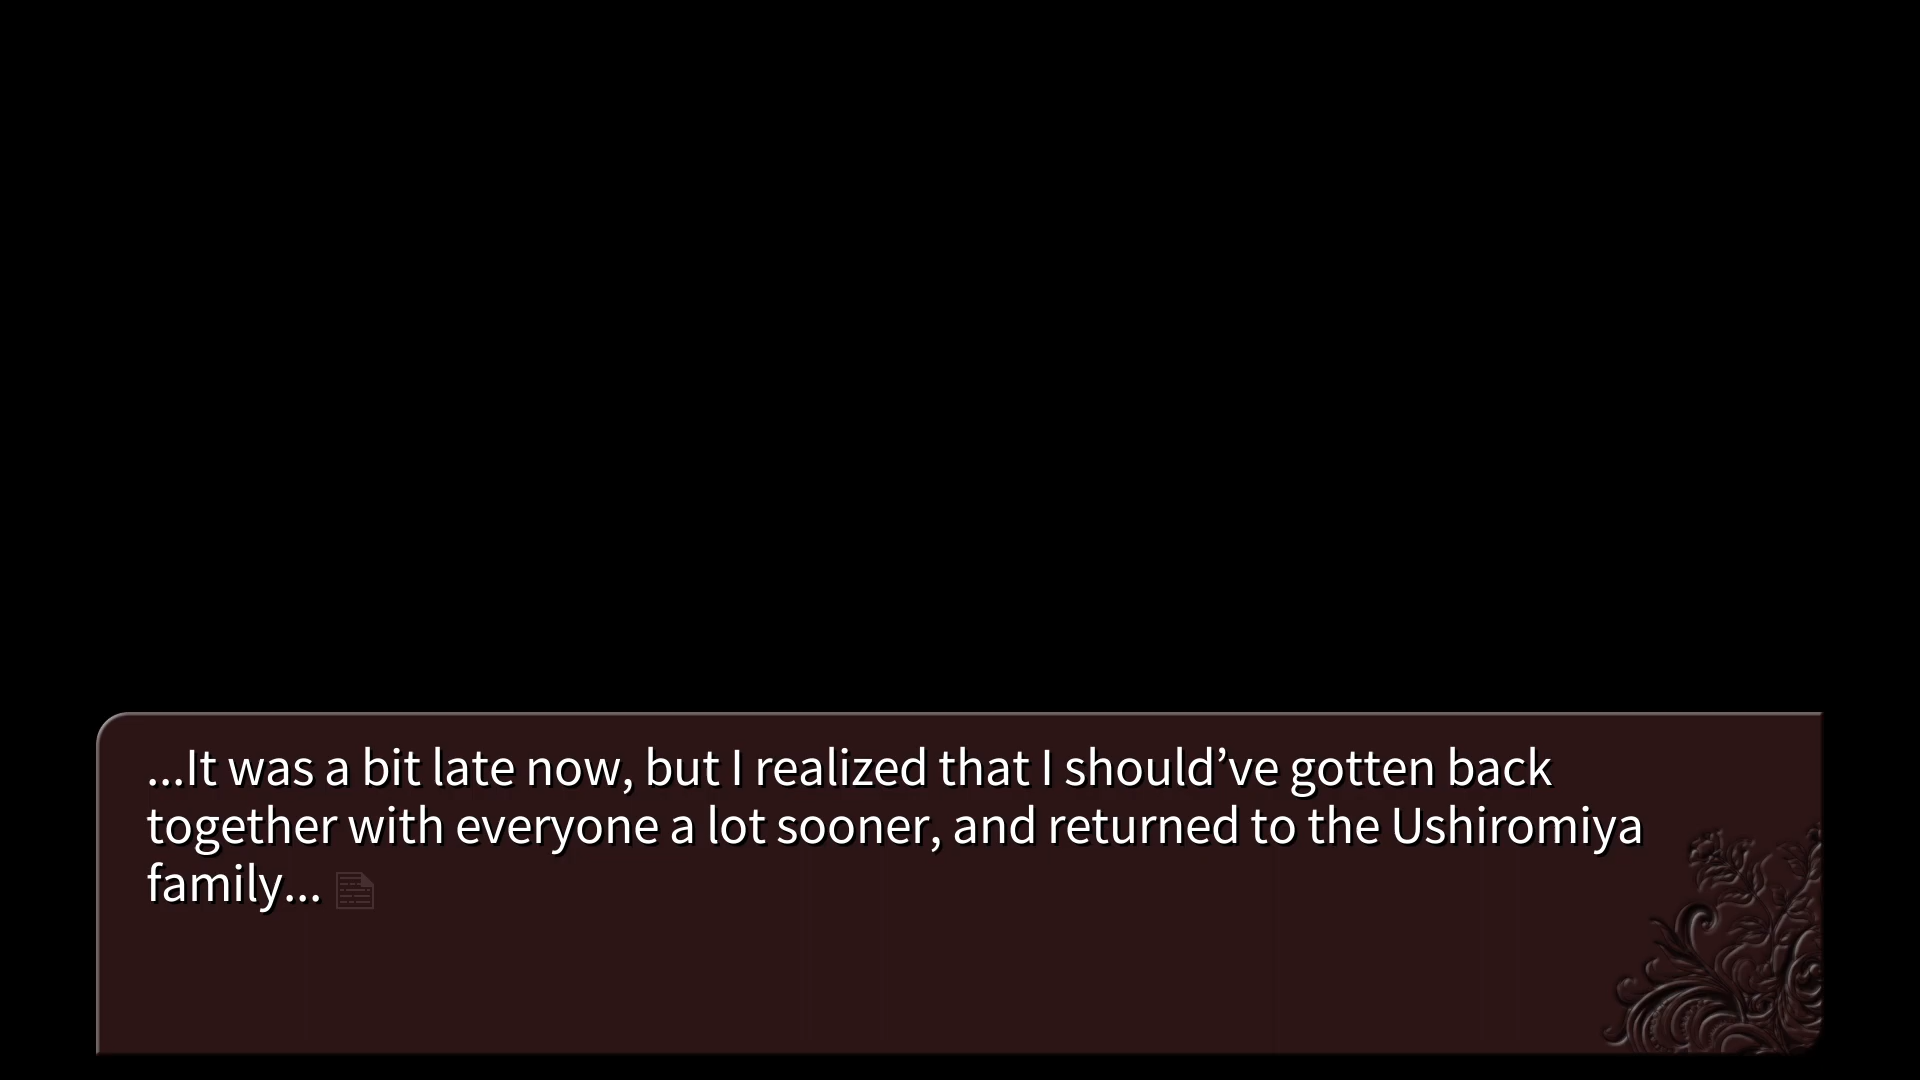 ...It was a bit late now, but I realized that I should’ve gotten back
together with everyone a lot sooner, and returned to the Ushiromiya
family...